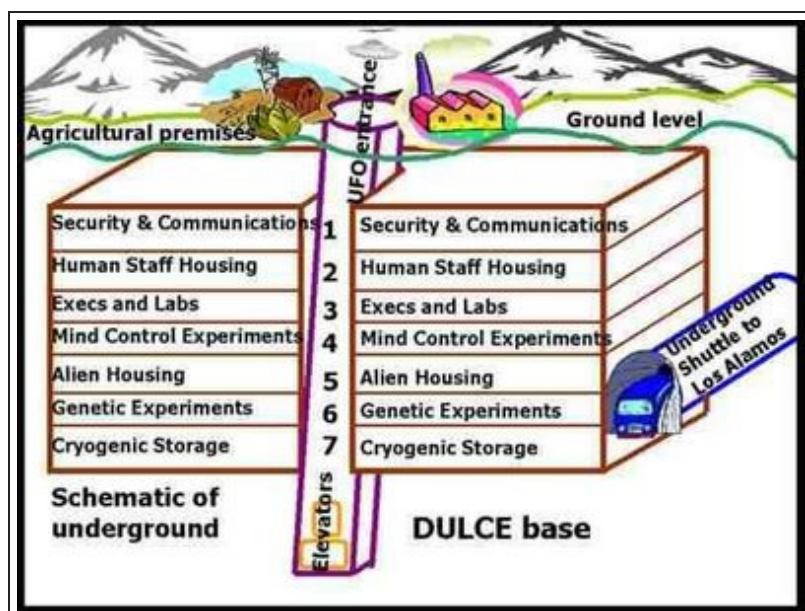 UFO entrance
Agricultural premises
Ground level
Security & Communications
1
Security & Communications
Human Staff Housing
2
Human Staff Housing
Execs and Labs
3
Execs and Labs
Mind Control Experiments
4
Mind Control Experiments
Alien Housing
5
Alien Housing
Genetic Experiments
6
Genetic Experiments
Cryogenic Storage
7
Cryogenic Storage
Underground
Shuttle to
Los Alamos
Elevators
Schematic of
underground
DULCE base